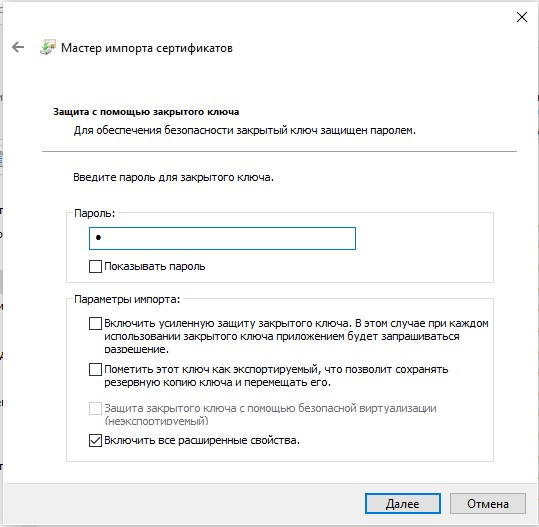 Мастер импорта сертификатов
Защита с помощью закрытого ключа
Для обеспечения безопасности закрытый ключ защищен паролем.
Введите пароль для закрытого ключа.
Пароль:
•
Показывать пароль
Параметры импорта:
Включить усиленную защиту закрытого ключа. В этом случае при каждом
использовании закрытого ключа приложением будет запрашиваться
разрешение.
Пометить этот ключ как экспортируемый, что позволит сохранять
резервную копию ключа и перемещать его.
Защита закрытого ключа с помощью безопасной виртуализации
(неэкспортируемый)
Включить все расширенные свойства.
Далее
Отмена